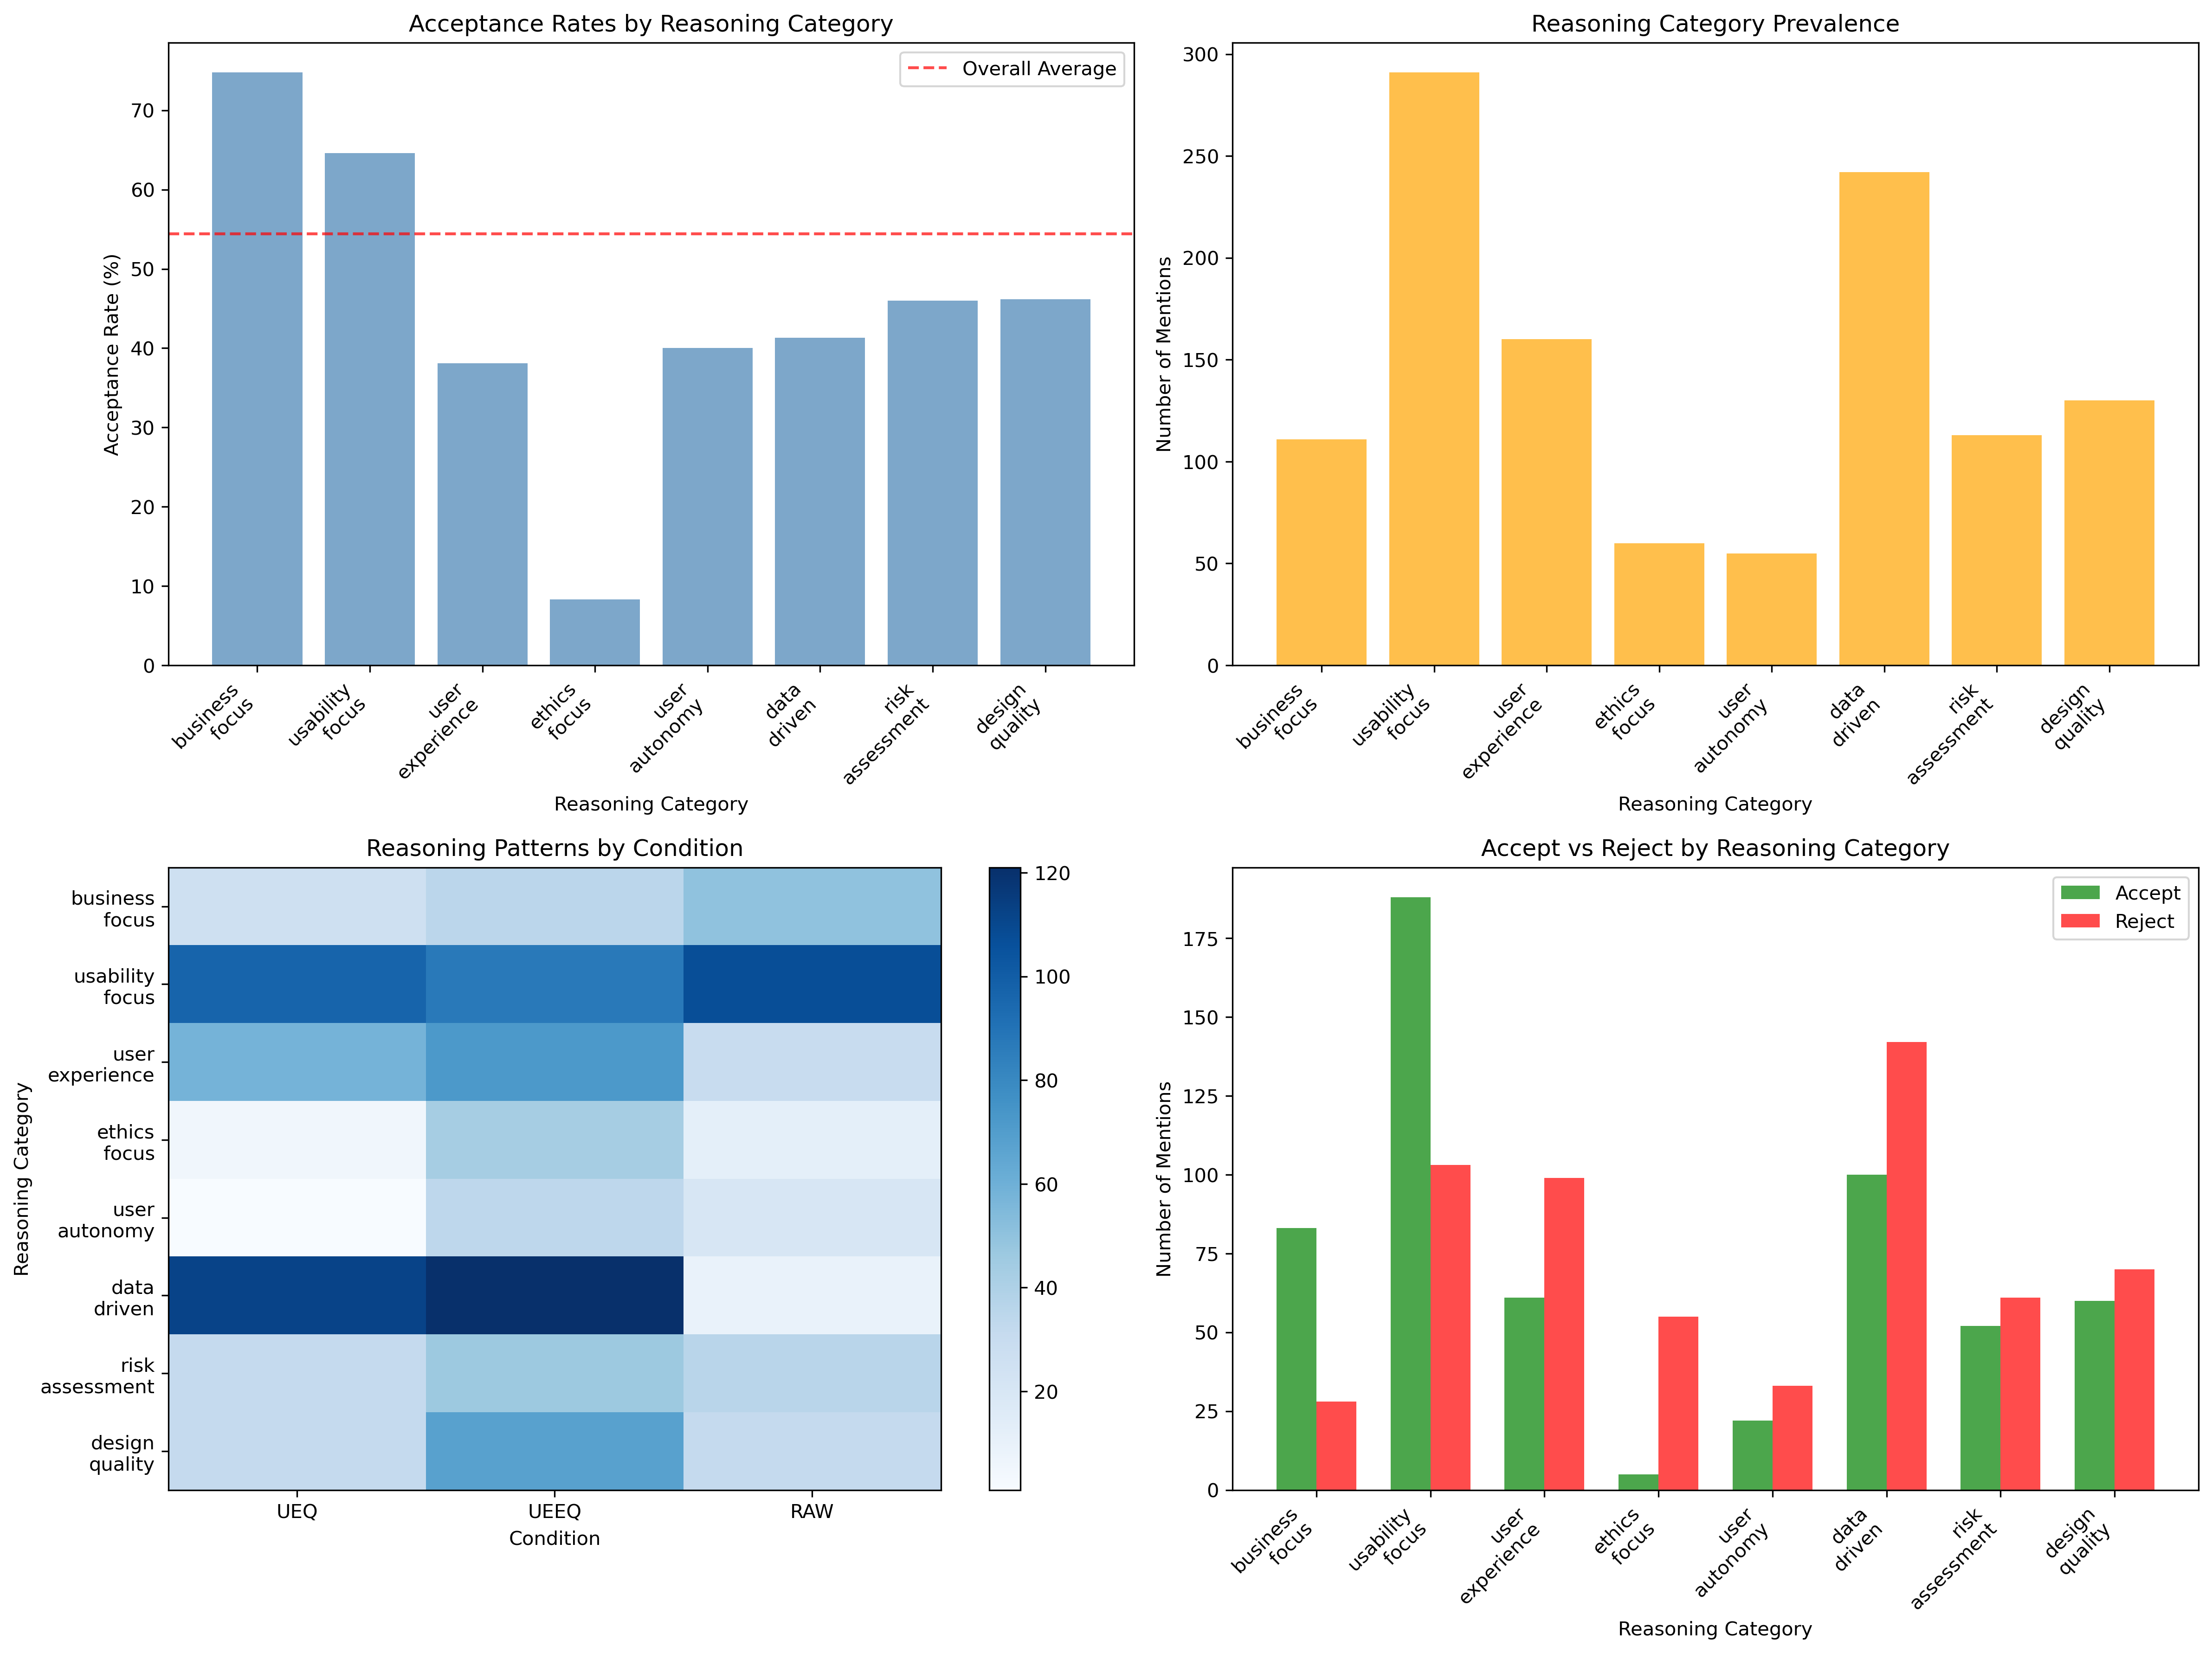 Acceptance Rates by Reasoning Category
Overall Average
Acceptance Rate (%)
70
60
50
40
30
20
10
0
business
focus
usability
focus
user
experience
ethics
focus
user
autonomy
data
driven
risk
assessment
design
quality
Reasoning Category
Reasoning Category Prevalence
Number of Mentions
300
250
200
150
100
50
0
business
focus
usability
focus
user
experience
ethics
focus
user
autonomy
data
driven
risk
assessment
design
quality
Reasoning Category
Reasoning Patterns by Condition
Reasoning Category
business
focus
usability
focus
user
experience
ethics
focus
user
autonomy
data
driven
risk
assessment
design
quality
UEQ
UEEQ
RAW
Condition
120
100
80
60
40
20
Accept vs Reject by Reasoning Category
Accept
Reject
Number of Mentions
175
150
125
100
75
50
25
0
business
focus
usability
focus
user
experience
ethics
focus
user
autonomy
data
driven
risk
assessment
design
quality
Reasoning Category